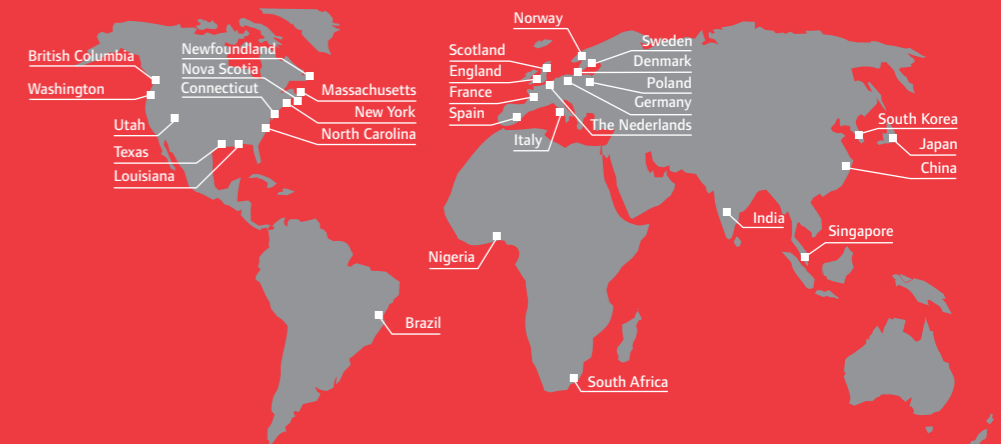 British Columbia
Washington
Utah
Texas
Louisiana
Newfoundland
Nova Scotia
Connecticut
Massachusetts
New York
North Carolina
Brazil
Norway
Scotland
England
France
Spain
Italy
Sweden
Denmark
Poland
Germany
The Nederlands
Nigeria
South Africa
South Korea
Japan
China
India
Singapore